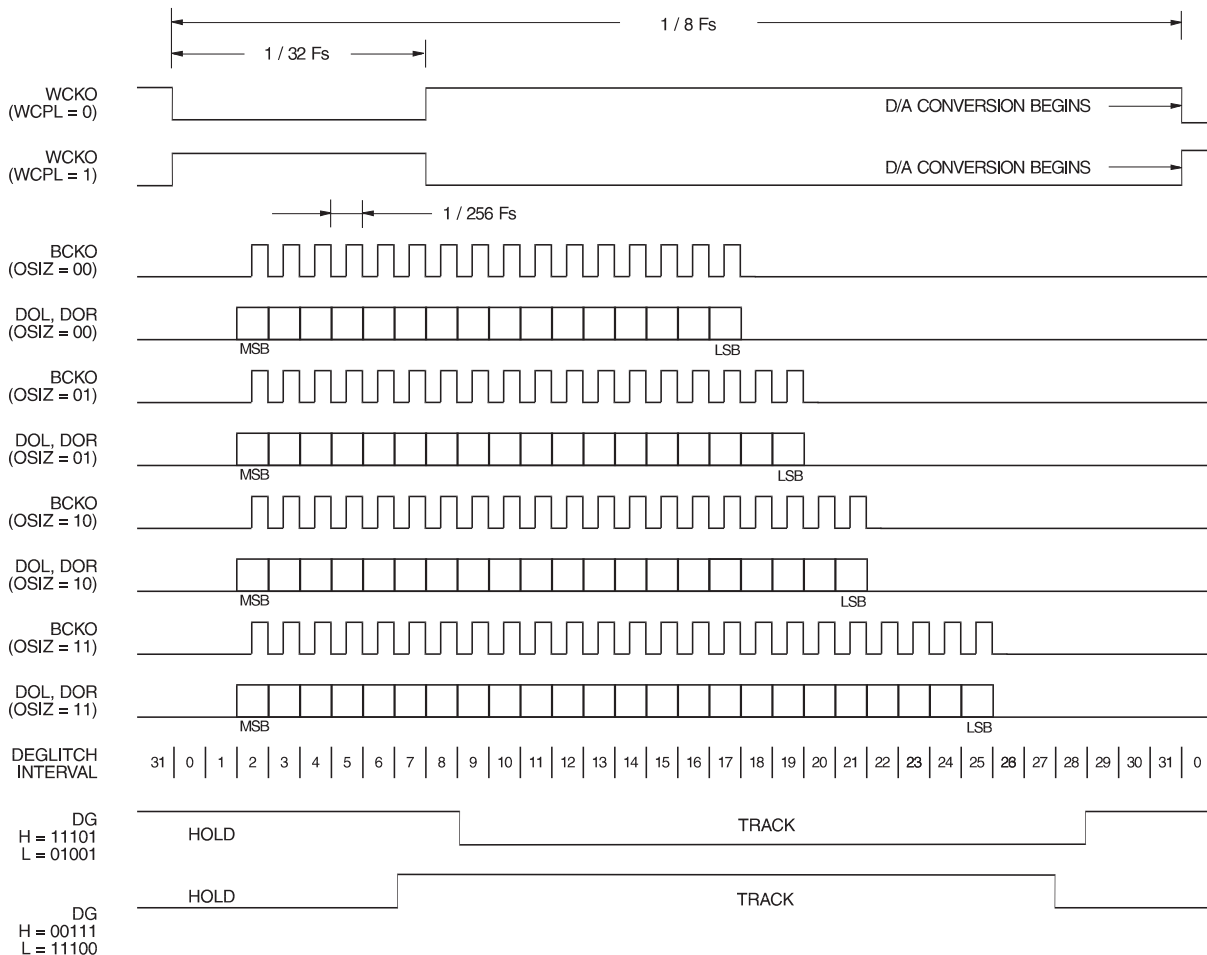 1 / 8 Fs
1 / 32 Fs
WCKO
(WCPL = 0)
D/A CONVERSION BEGINS
WCKO
(WCPL = 1)
D/A CONVERSION BEGINS
1 / 256 Fs
BCKO
(OSIZ = 00)
DOL, DOR
(OSIZ = 00)
MSB LSB
BCKO
(OSIZ = 01)
DOL, DOR
(OSIZ = 01)
MSB LSB
BCKO
(OSIZ = 10)
DOL, DOR
(OSIZ = 10)
MSB LSB
BCKO
(OSIZ = 11)
DOL, DOR
(OSIZ = 11)
MSB LSB
DEGLITCH
INTERVAL
31 0 1 2 3 4 5 6 7 8 9 10 11 12 13 14 15 16 17 18 19 20 21 22 23 24 25 26 27 28 29 30 31 0
DG
H = 11101
L = 01001
HOLD TRACK
HOLD TRACK
DG
H = 00111
L = 11100